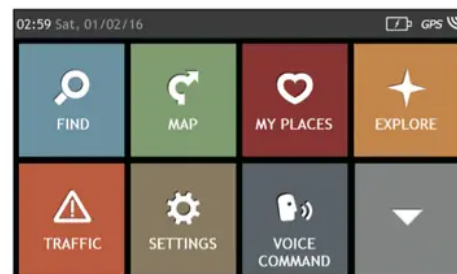 02:59 Sat, 01/02/16 GPS
FIND MAP MY PLACES EXPLORE
TRAFFIC SETTINGS VOICE
COMMAND